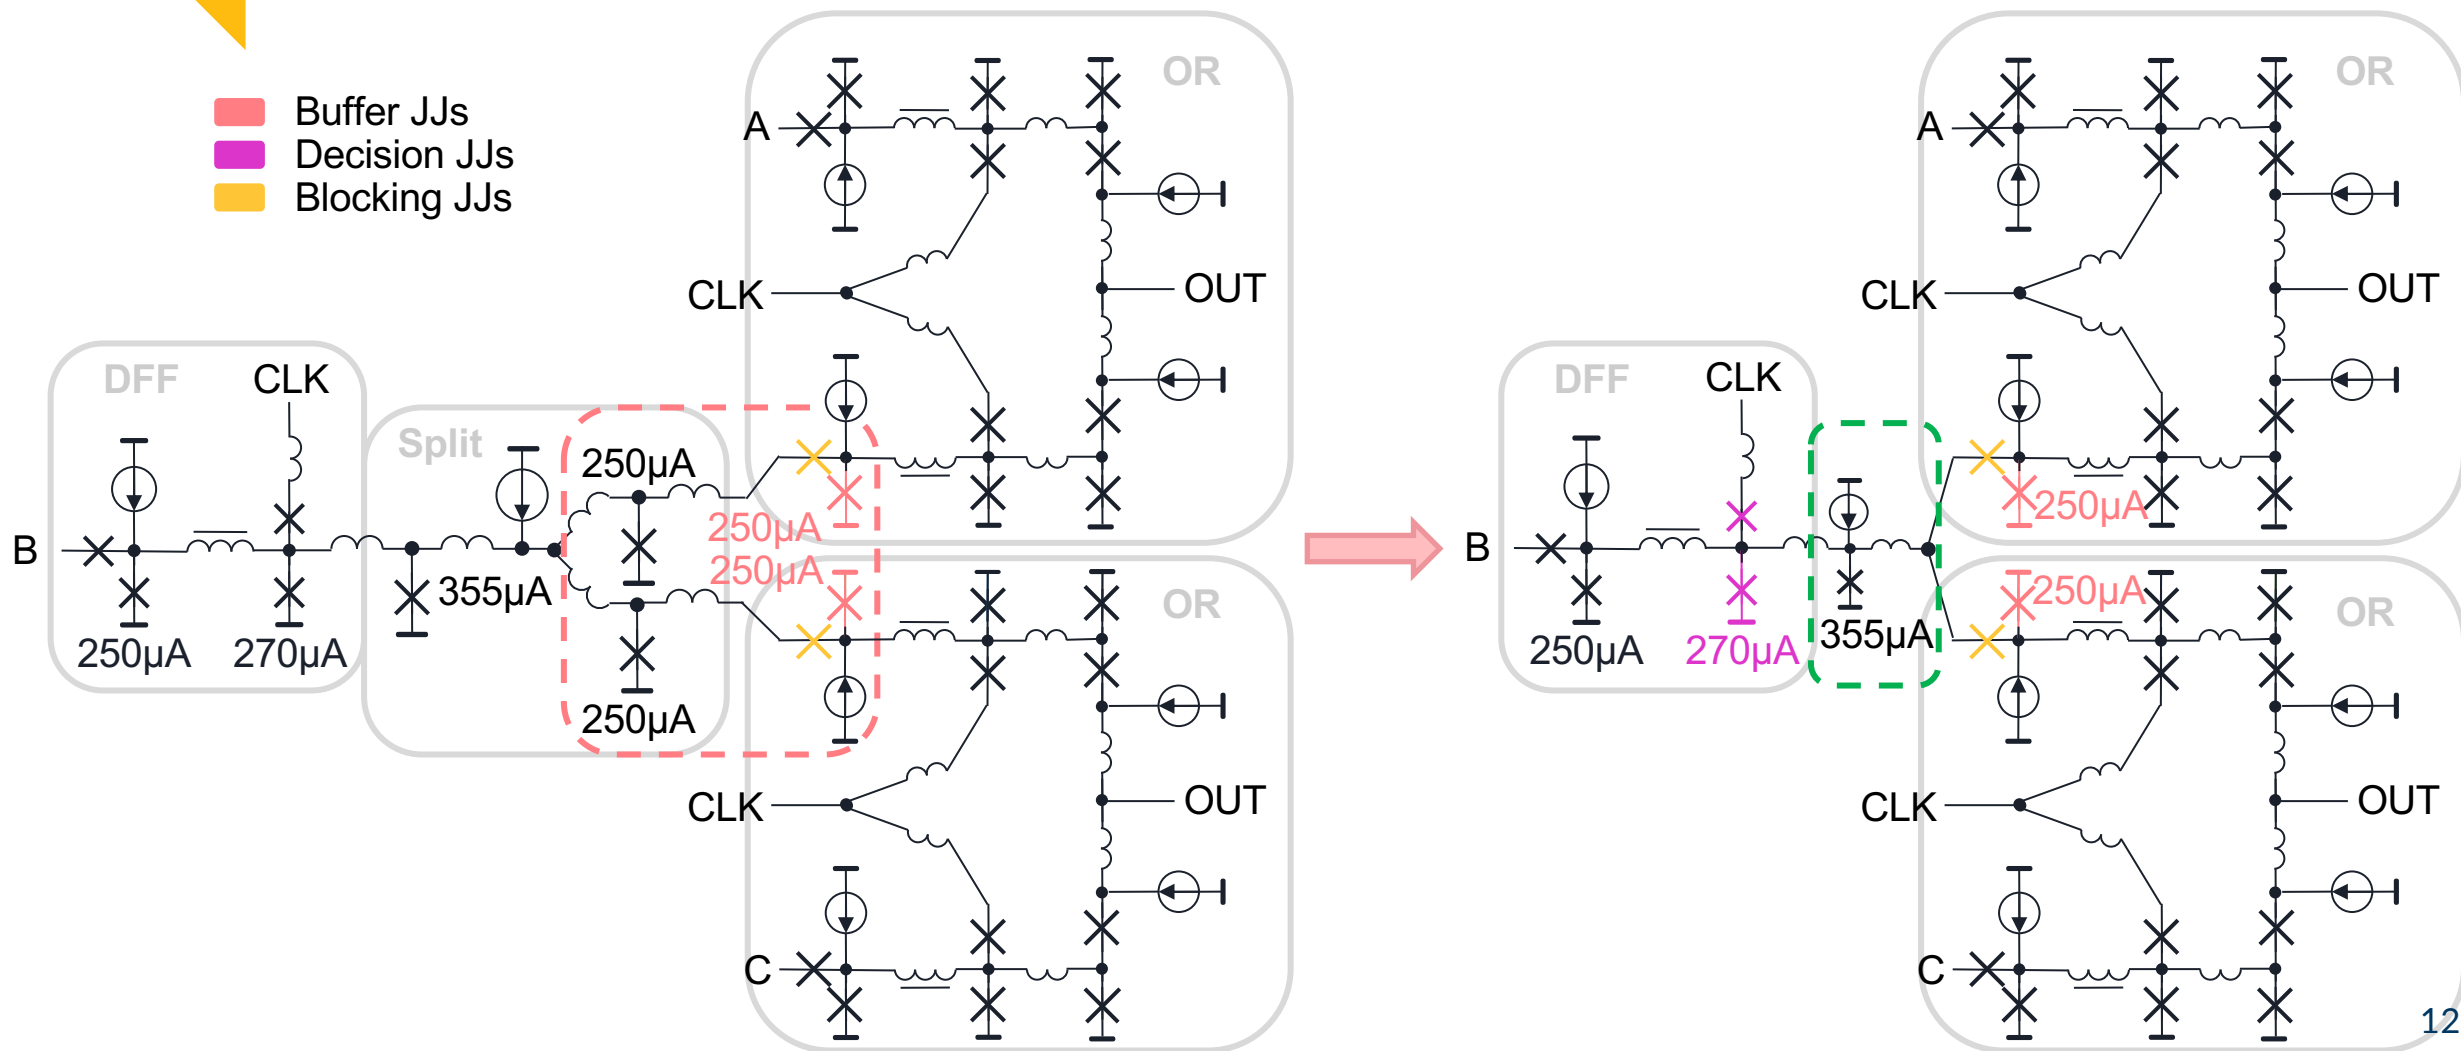 Buffer JJs
Decision JJs
Blocking JJs
OR
A
CLK
OUT
DFF
CLK
Split
250µA
250µA
250µA
B
355µA
250µA
270µA
250µA
OR
CLK
OUT
C
OR
A
CLK
OUT
DFF
CLK
250µA
B
250µA
355µA
250µA
270µA
OR
CLK
OUT
C
12